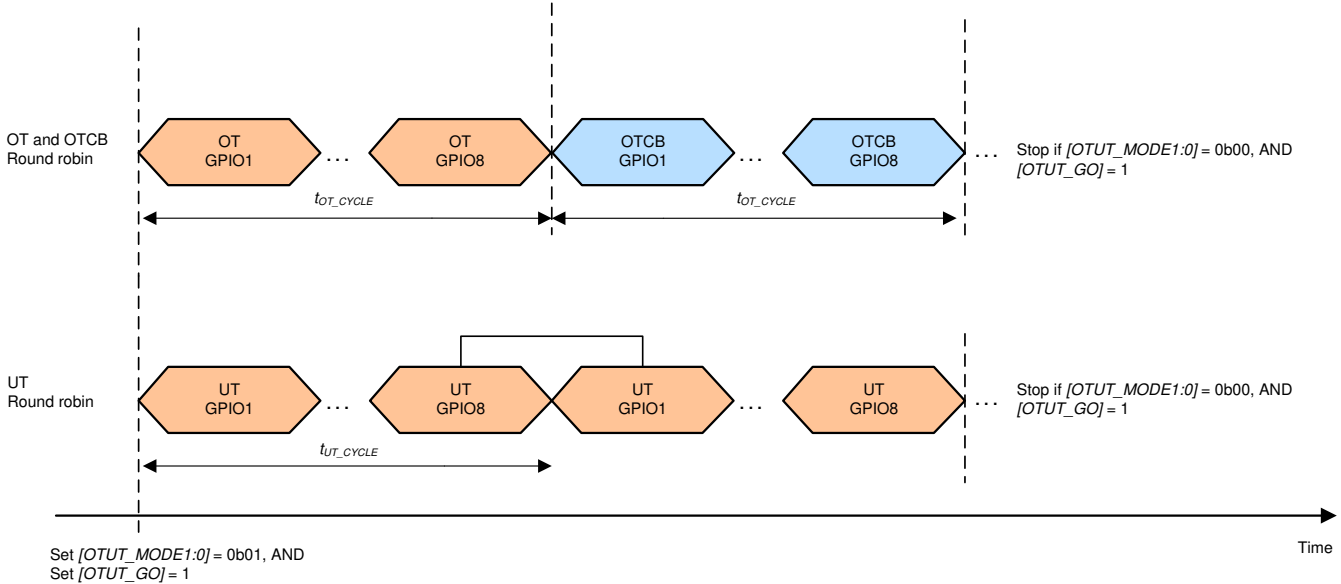 OT and OTCB
Round robin
OT
GPIO1
...
OT
GPIO8
OTCB
GPIO1
...
OTCB
GPIO8
...
Stop if [OTUT_MODE1:0] = 0b00, AND
[OTUT_GO] = 1
tOT_CYCLE
tOT_CYCLE
UT
Round robin
UT
GPIO1
...
UT
GPIO8
UT
GPIO1
...
UT
GPIO8
...
Stop if [OTUT_MODE1:0] = 0b00, AND
[OTUT_GO] = 1
tUT_CYCLE
Time
Set [OTUT_MODE1:0] = 0b01, AND
Set [OTUT_GO] = 1